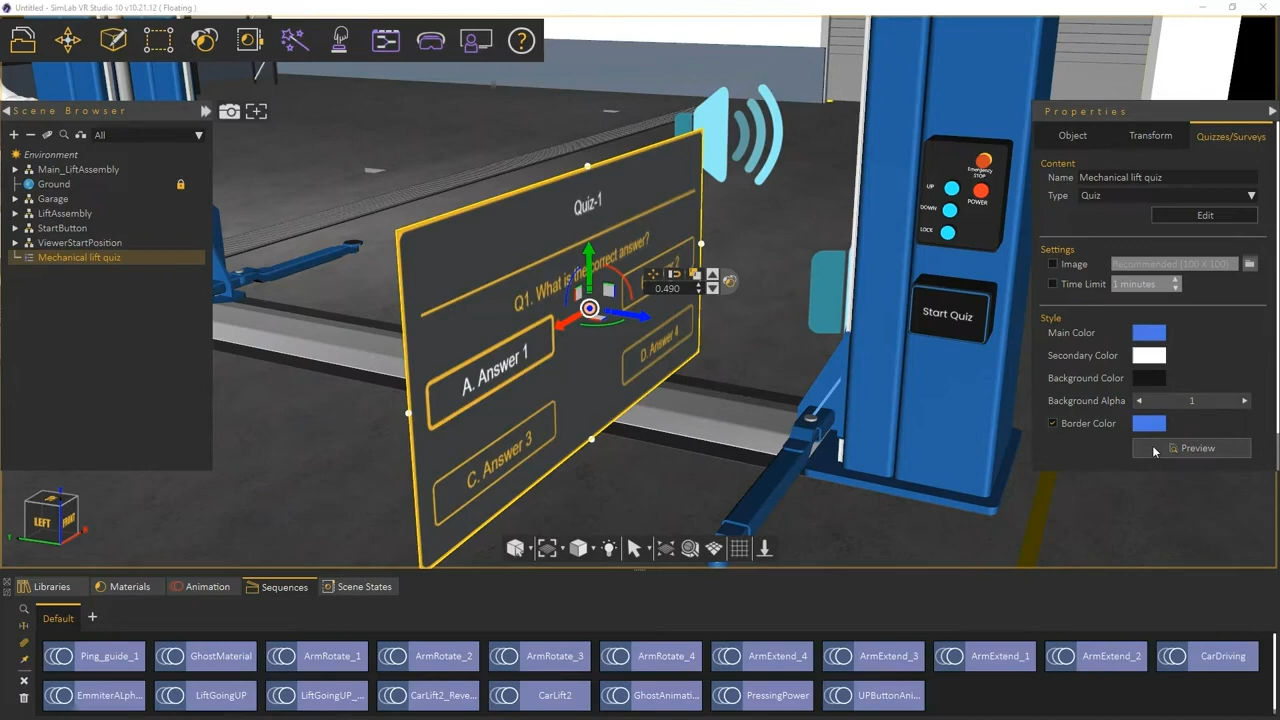 Untitled - SimLab VR Studio 10 v10.21.12 ( Floating )
Scene Browser
All
Environment
Main_LiftAssembly
Ground
Garage
LiftAssembly
StartButton
ViewerStartPosition
Mechanical lift quiz
Quiz-1
Q1. What is the correct answer?
A. Answer 1
C. Answer 3
D. Answer 4
0.490
Emergency
STOP
UP
POWER
DOWN
LOCK
Start Quiz
Properties
Object
Transform
Quizzes/Surveys
Content
Name Mechanical lift quiz
Type Quiz
Edit
Settings
Image Recommended (100 X 100)
Time Limit 1 minutes
Style
Main Color
Secondary Color
Background Color
Background Alpha 1
Border Color
Preview
LEFT
FRONT
Libraries
Materials
Animation
Sequences
Scene States
Default
Ping_guide_1
GhostMaterial
ArmRotate_1
ArmRotate_2
ArmRotate_3
ArmRotate_4
ArmExtend_4
ArmExtend_3
ArmExtend_1
ArmExtend_2
CarDriving
EmmiterALph...
LiftGoingUP
LiftGoingUP_...
CarLift2_Reve...
CarLift2
GhostAnimati...
PressingPower
UPButtonAni...